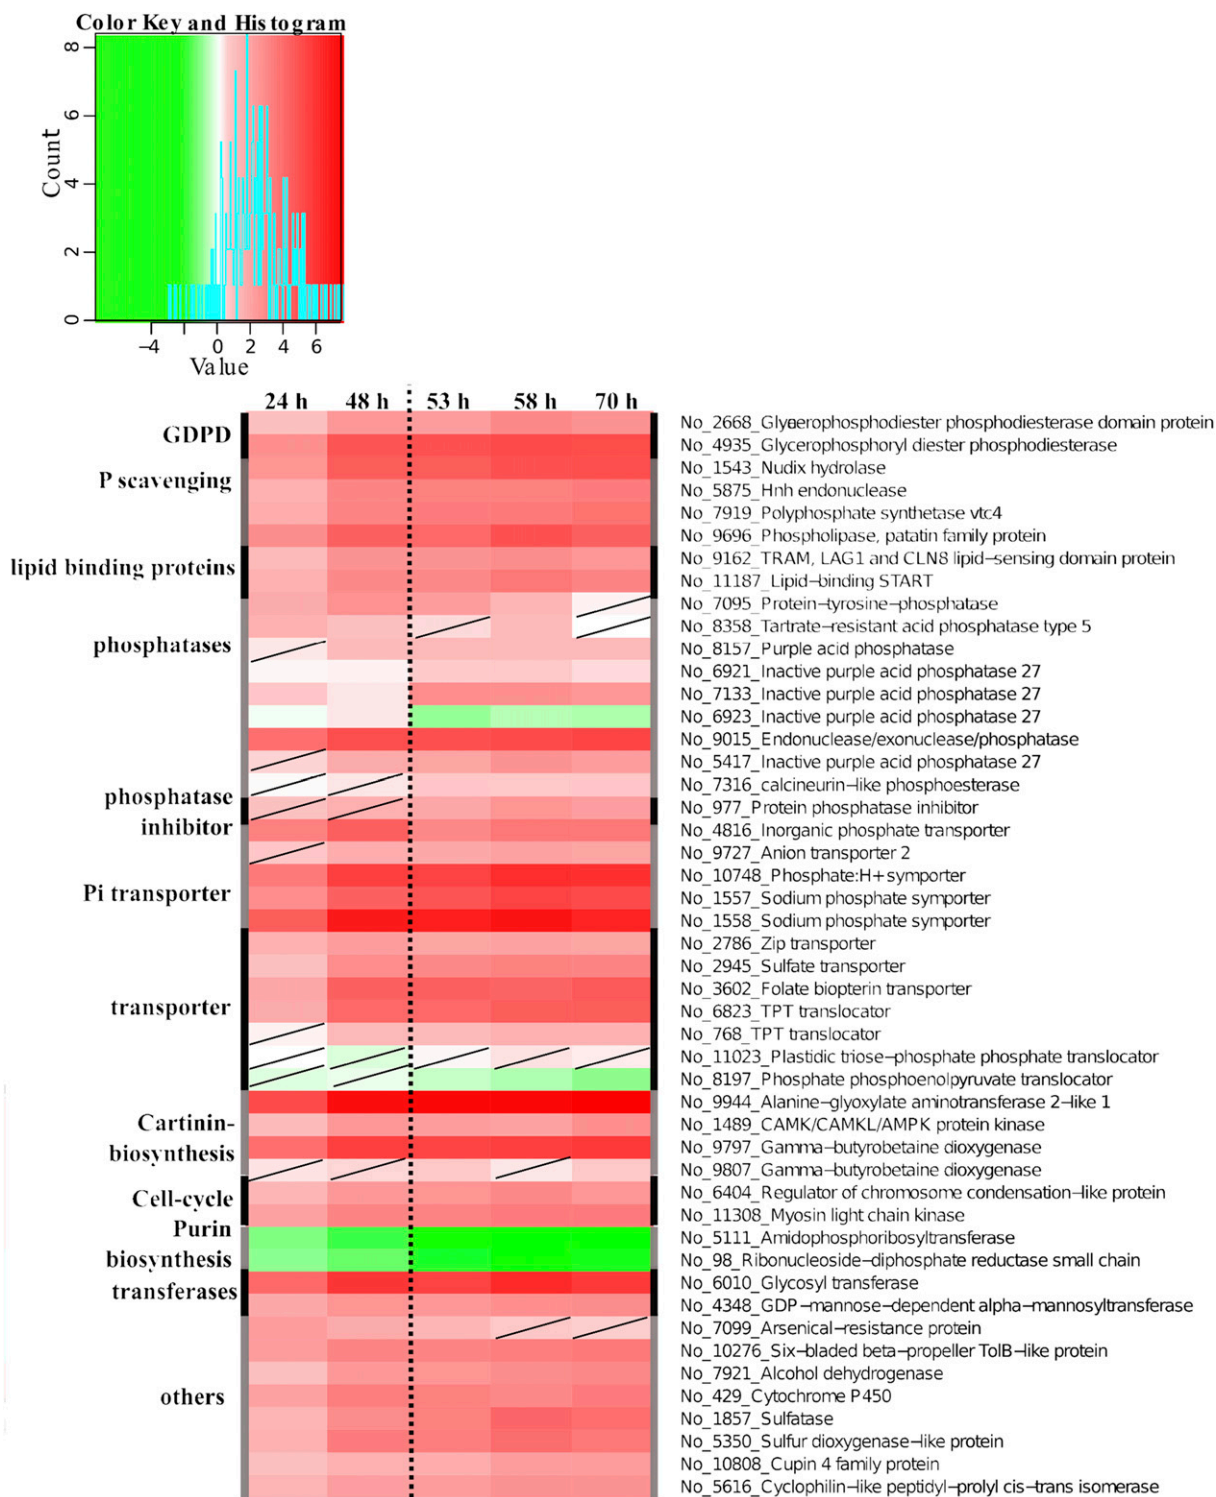 Color Key and Histogram
Count
8
6
4
2
0
−4 0 2 4 6
Value
24 h 48 h 53 h 58 h 70 h
GDPD
P scavenging
lipid binding proteins
phosphatases
phosphatase
inhibitor
Pi transporter
transporter
Cartinin-
biosynthesis
Cell-cycle
Purin
biosynthesis
transferases
others
No_2668_Glycerophosphodiester phosphodiesterase domain protein
No_4935_Glycerophosphoryl diester phosphodiesterase
No_1543_Nudix hydrolase
No_5875_Hnh endonuclease
No_7919_Polyphosphate synthetase vtc4
No_9696_Phospholipase, patatin family protein
No_9162_TRAM, LAG1 and CLN8 lipid−sensing domain protein
No_11187_Lipid−binding START
No_7095_Protein−tyrosine−phosphatase
No_8358_Tartrate−resistant acid phosphatase type 5
No_8157_Purple acid phosphatase
No_6921_Inactive purple acid phosphatase 27
No_7133_Inactive purple acid phosphatase 27
No_6923_Inactive purple acid phosphatase 27
No_9015_Endonuclease/exonuclease/phosphatase
No_5417_Inactive purple acid phosphatase 27
No_7316_calcineurin−like phosphoesterase
No_977_Protein phosphatase inhibitor
No_4816_Inorganic phosphate transporter
No_9727_Anion transporter 2
No_10748_Phosphate:H+symporter
No_1557_Sodium phosphate symporter
No_1558_Sodium phosphate symporter
No_2786_Zip transporter
No_2945_Sulfate transporter
No_3602_Folate biopterin transporter
No_6823_TPT translocator
No_768_TPT translocator
No_11023_Plastidic triose−phosphate phosphate translocator
No_8197_Phosphate phosphoenolpyruvate translocator
No_9944_Alanine−glyoxylate aminotransferase 2−like 1
No_1489_CAMK/CAMKL/AMPK protein kinase
No_9797_Gamma−butyrobetaine dioxygenase
No_9807_Gamma−butyrobetaine dioxygenase
No_6404_Regulator of chromosome condensation−like protein
No_11308_Myosin light chain kinase
No_5111_Amidophosphoribosyltransferase
No_98_Ribonucleoside−diphosphate reductase small chain
No_6010_Glycosyl transferase
No_4348_GDP−mannose−dependent alpha−mannosyltransferase
No_7099_Arsenical−resistance protein
No_10276_Six−bladed beta−propeller TolB−like protein
No_7921_Alcohol dehydrogenase
No_429_Cytochrome P450
No_1857_Sulfatase
No_5350_Sulfur dioxygenase−like protein
No_10808_Cupin 4 family protein
No_5616_Cyclophilin−like peptidyl−prolyl cis−trans isomerase